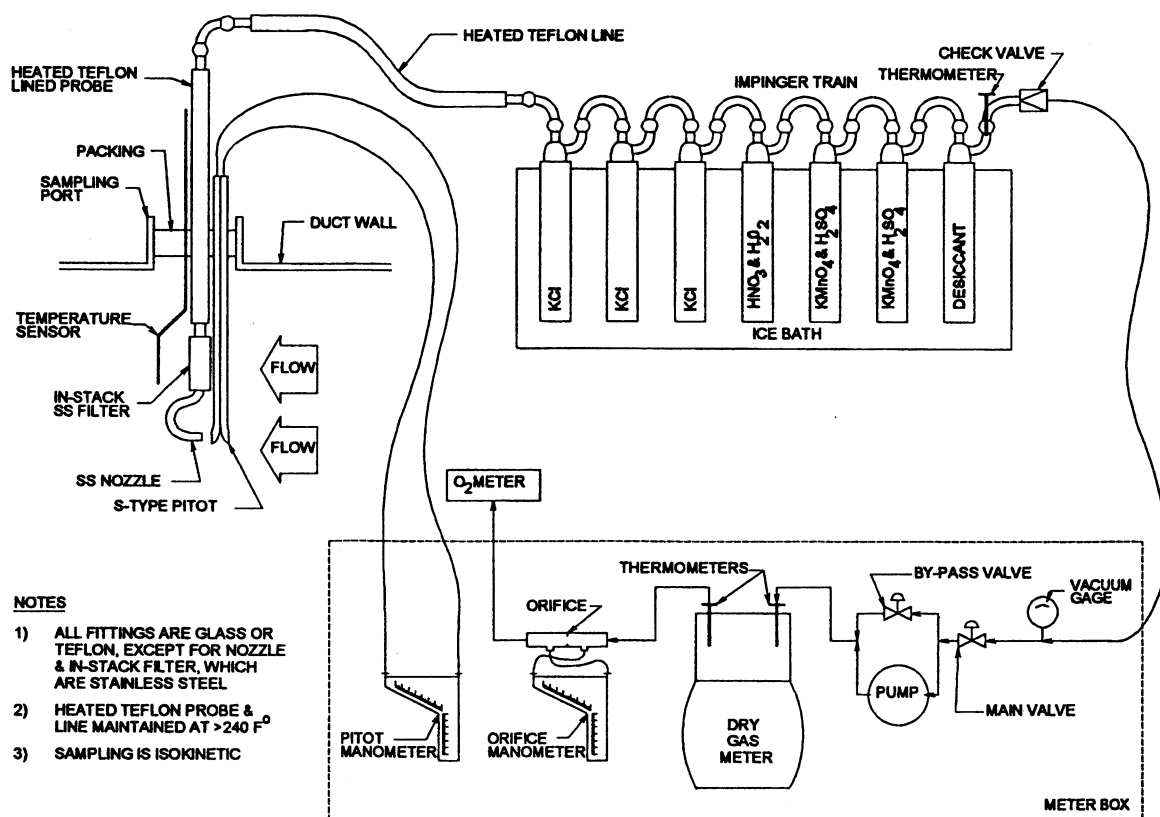 HEATED TEFLON LINE
HEATED TEFLON
LINED PROBE
CHECK VALVE
THERMOMETER
IMPINGER TRAIN
PACKING
SAMPLING
PORT
DUCT WALL
KCl
KCl
KCl
HNO3 & H2O2
KMnO4 & H2SO4
KMnO4 & H2SO4
DESICCANT
ICE BATH
TEMPERATURE
SENSOR
FLOW
IN-STACK
SS FILTER
FLOW
SS NOZZLE
S-TYPE PITOT
O2 METER
THERMOMETERS
BY-PASS VALVE
VACUUM
GAGE
ORIFICE
PUMP
MAIN VALVE
PITOT
MANOMETER
ORIFICE
MANOMETER
DRY
GAS
METER
METER BOX
NOTES
1) ALL FITTINGS ARE GLASS OR
TEFLON, EXCEPT FOR NOZZLE
& IN-STACK FILTER, WHICH
ARE STAINLESS STEEL
2) HEATED TEFLON PROBE &
LINE MAINTAINED AT >240 F°
3) SAMPLING IS ISOKINETIC